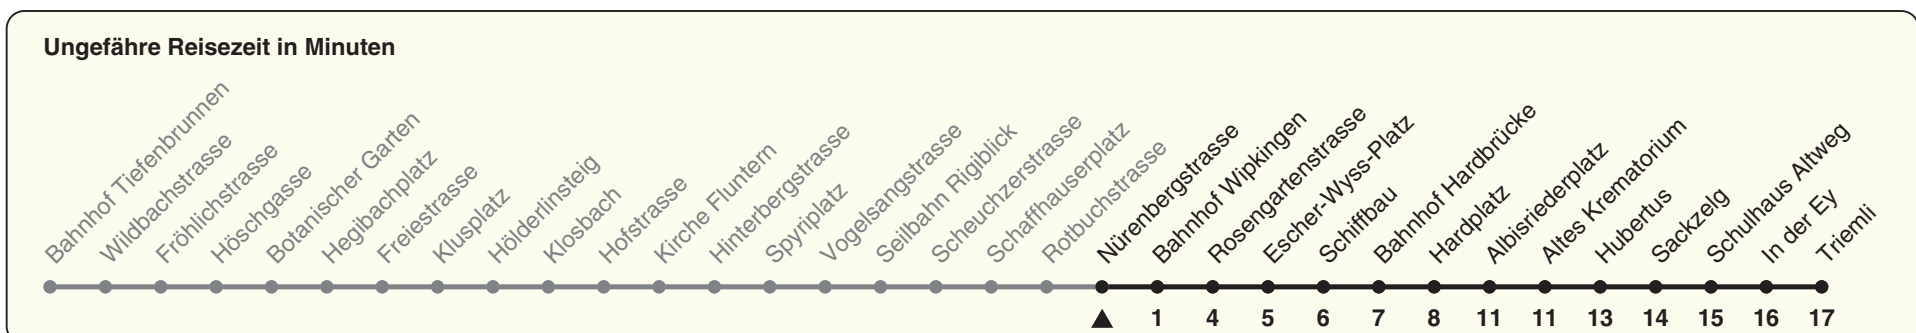 Ungefähre Reisezeit in Minuten
Bahnhof Tiefenbrunnen
Wildbachstrasse
Fröhlichstrasse
Höschgasse
Botanischer Garten
Hegibachplatz
Freiestrasse
Klusplatz
Hölderlinsteig
Klosbach
Hofstrasse
Kirche Fluntern
Hinterbergstrasse
Spyriplatz
Vogelsangstrasse
Seilbahn Rigiblick
Scheuchzerstrasse
Schaffhauserplatz
Rotbuchstrasse
Nürenbergstrasse
Bahnhof Wipkingen
Rosengartenstrasse
Escher-Wyss-Platz
Schiffbau
Bahnhof Hardbrücke
Hardplatz
Albisriederplatz
Altes Krematorium
Hubertus
Sackzelg
Schulhaus Altweg
In der Ey
Triemli
1 4 5 6 7 8 11 11 13 14 15 16 17